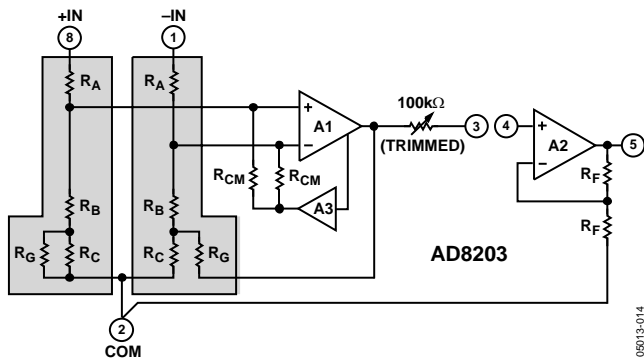 +IN
–IN
8
1
RA
RA
100kΩ
+
A1
–
3
4
+
A2
–
5
(TRIMMED)
RCM
RCM
RF
A3
RB
RB
RF
RG
RC
RC
RG
AD8203
2
COM
05013-014